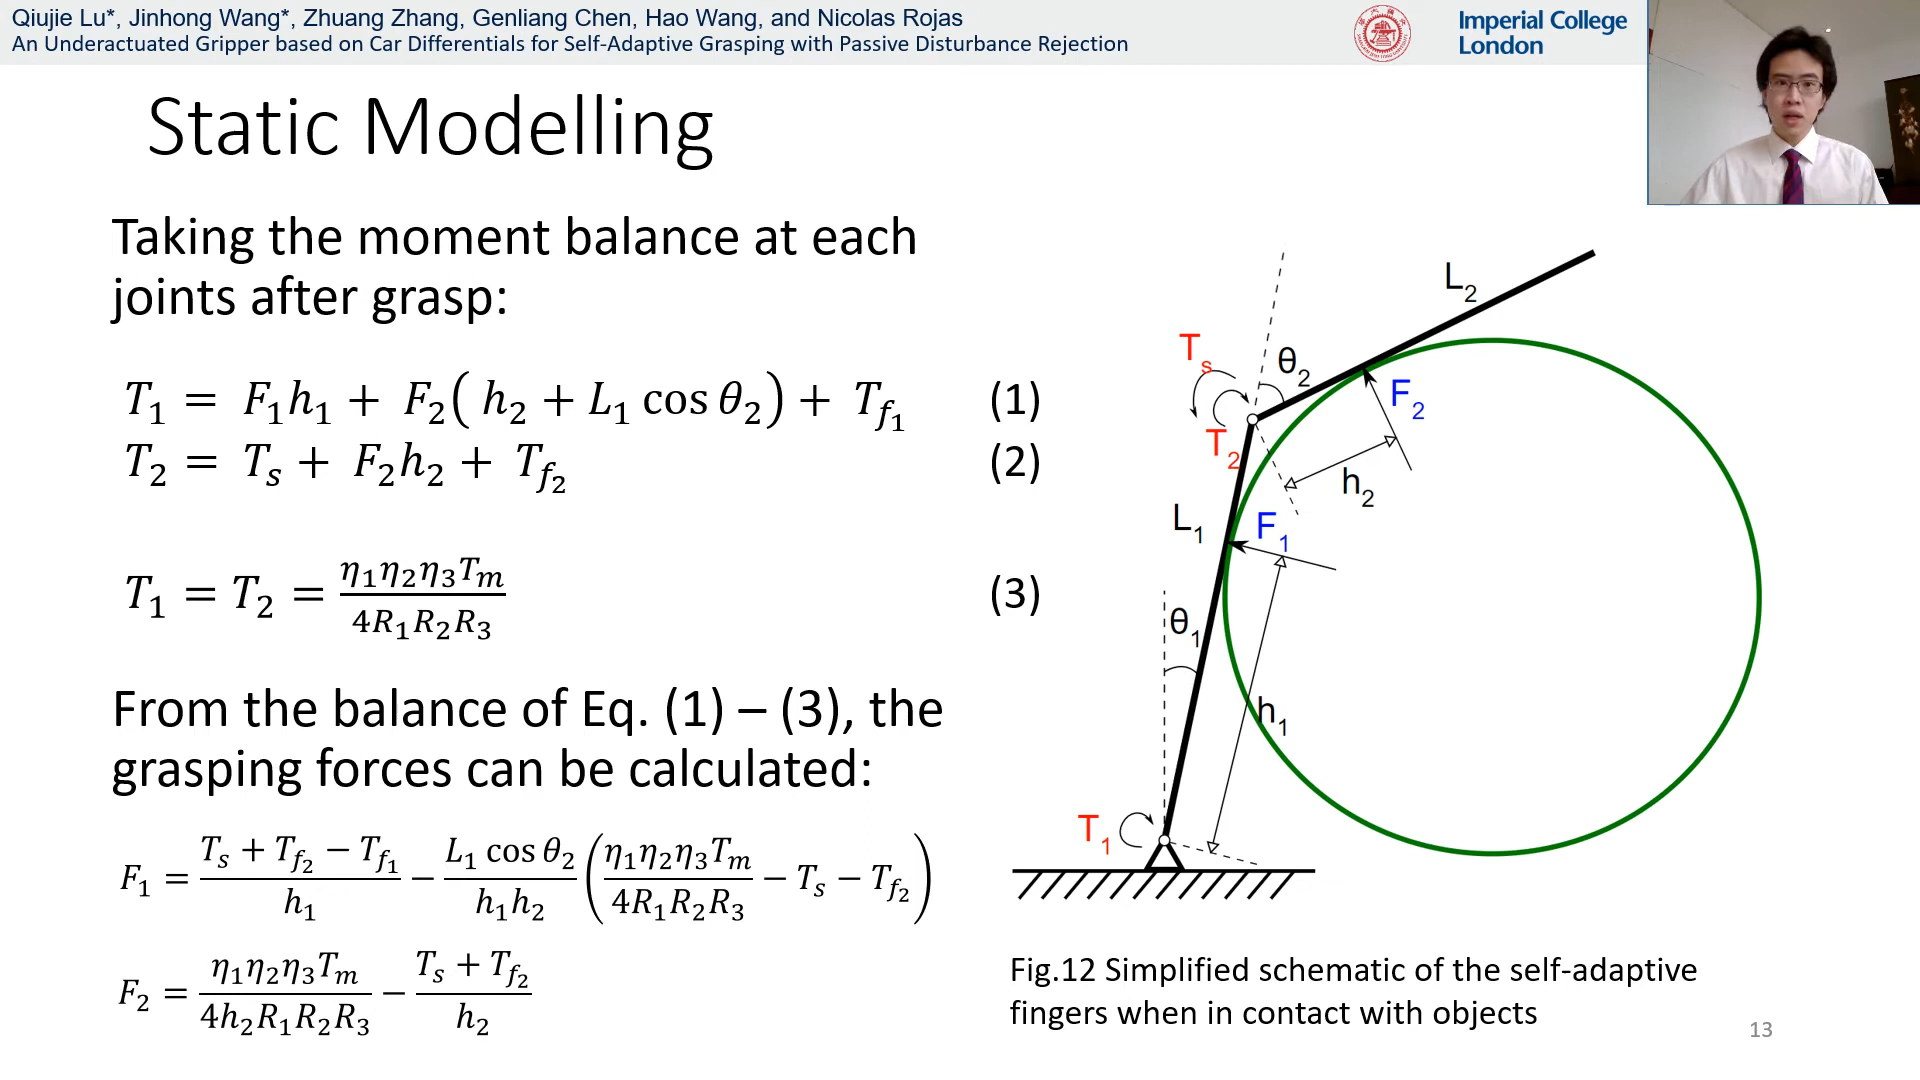 Qiujie Lu*, Jinhong Wang*, Zhuang Zhang, Genliang Chen, Hao Wang, and Nicolas Rojas
An Underactuated Gripper based on Car Differentials for Self-Adaptive Grasping with Passive Disturbance Rejection
Imperial College
London
Static Modelling
Taking the moment balance at each
joints after grasp:
T₁ = F₁h₁ + F₂( h₂ + L₁ cos θ₂) + T_f₁ (1)
T₂ = T_s + F₂h₂ + T_f₂ (2)
T₁ = T₂ = η₁η₂η₃T_m / 4R₁R₂R₃ (3)
From the balance of Eq. (1) – (3), the
grasping forces can be calculated:
F₁ = (T_s + T_f₂ − T_f₁) / h₁ − (L₁ cos θ₂ / h₁h₂) (η₁η₂η₃T_m / 4R₁R₂R₃ − T_s − T_f₂)
F₂ = η₁η₂η₃T_m / 4h₂R₁R₂R₃ − (T_s + T_f₂) / h₂
L₂
T_s
θ₂
F₂
T₂
h₂
L₁
F₁
θ₁
h₁
T₁
Fig.12 Simplified schematic of the self-adaptive
fingers when in contact with objects
13